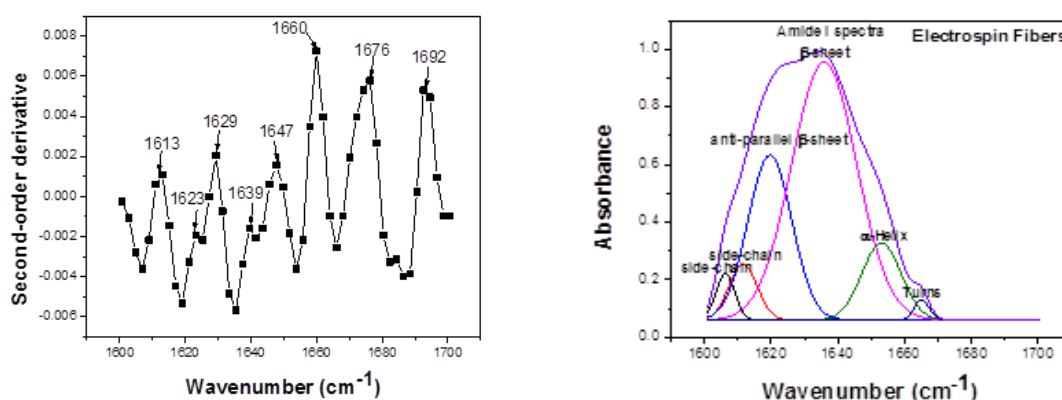 0.008
0.006
0.004
0.002
0.000
-0.002
-0.004
-0.006
Second-order derivative
1613
1623
1629
1639
1647
1660
1676
1692
1600 1620 1640 1660 1680 1700
Wavenumber (cm-1)
Amide I spectra
β-sheet
Electrospin Fibers
anti-parallel β-sheet
α-Helix
side-chain
side-chain
Turns
1.0
0.8
0.6
0.4
0.2
0.0
Absorbance
1600 1620 1640 1660 1680 1700
Wavenumber (cm-1)